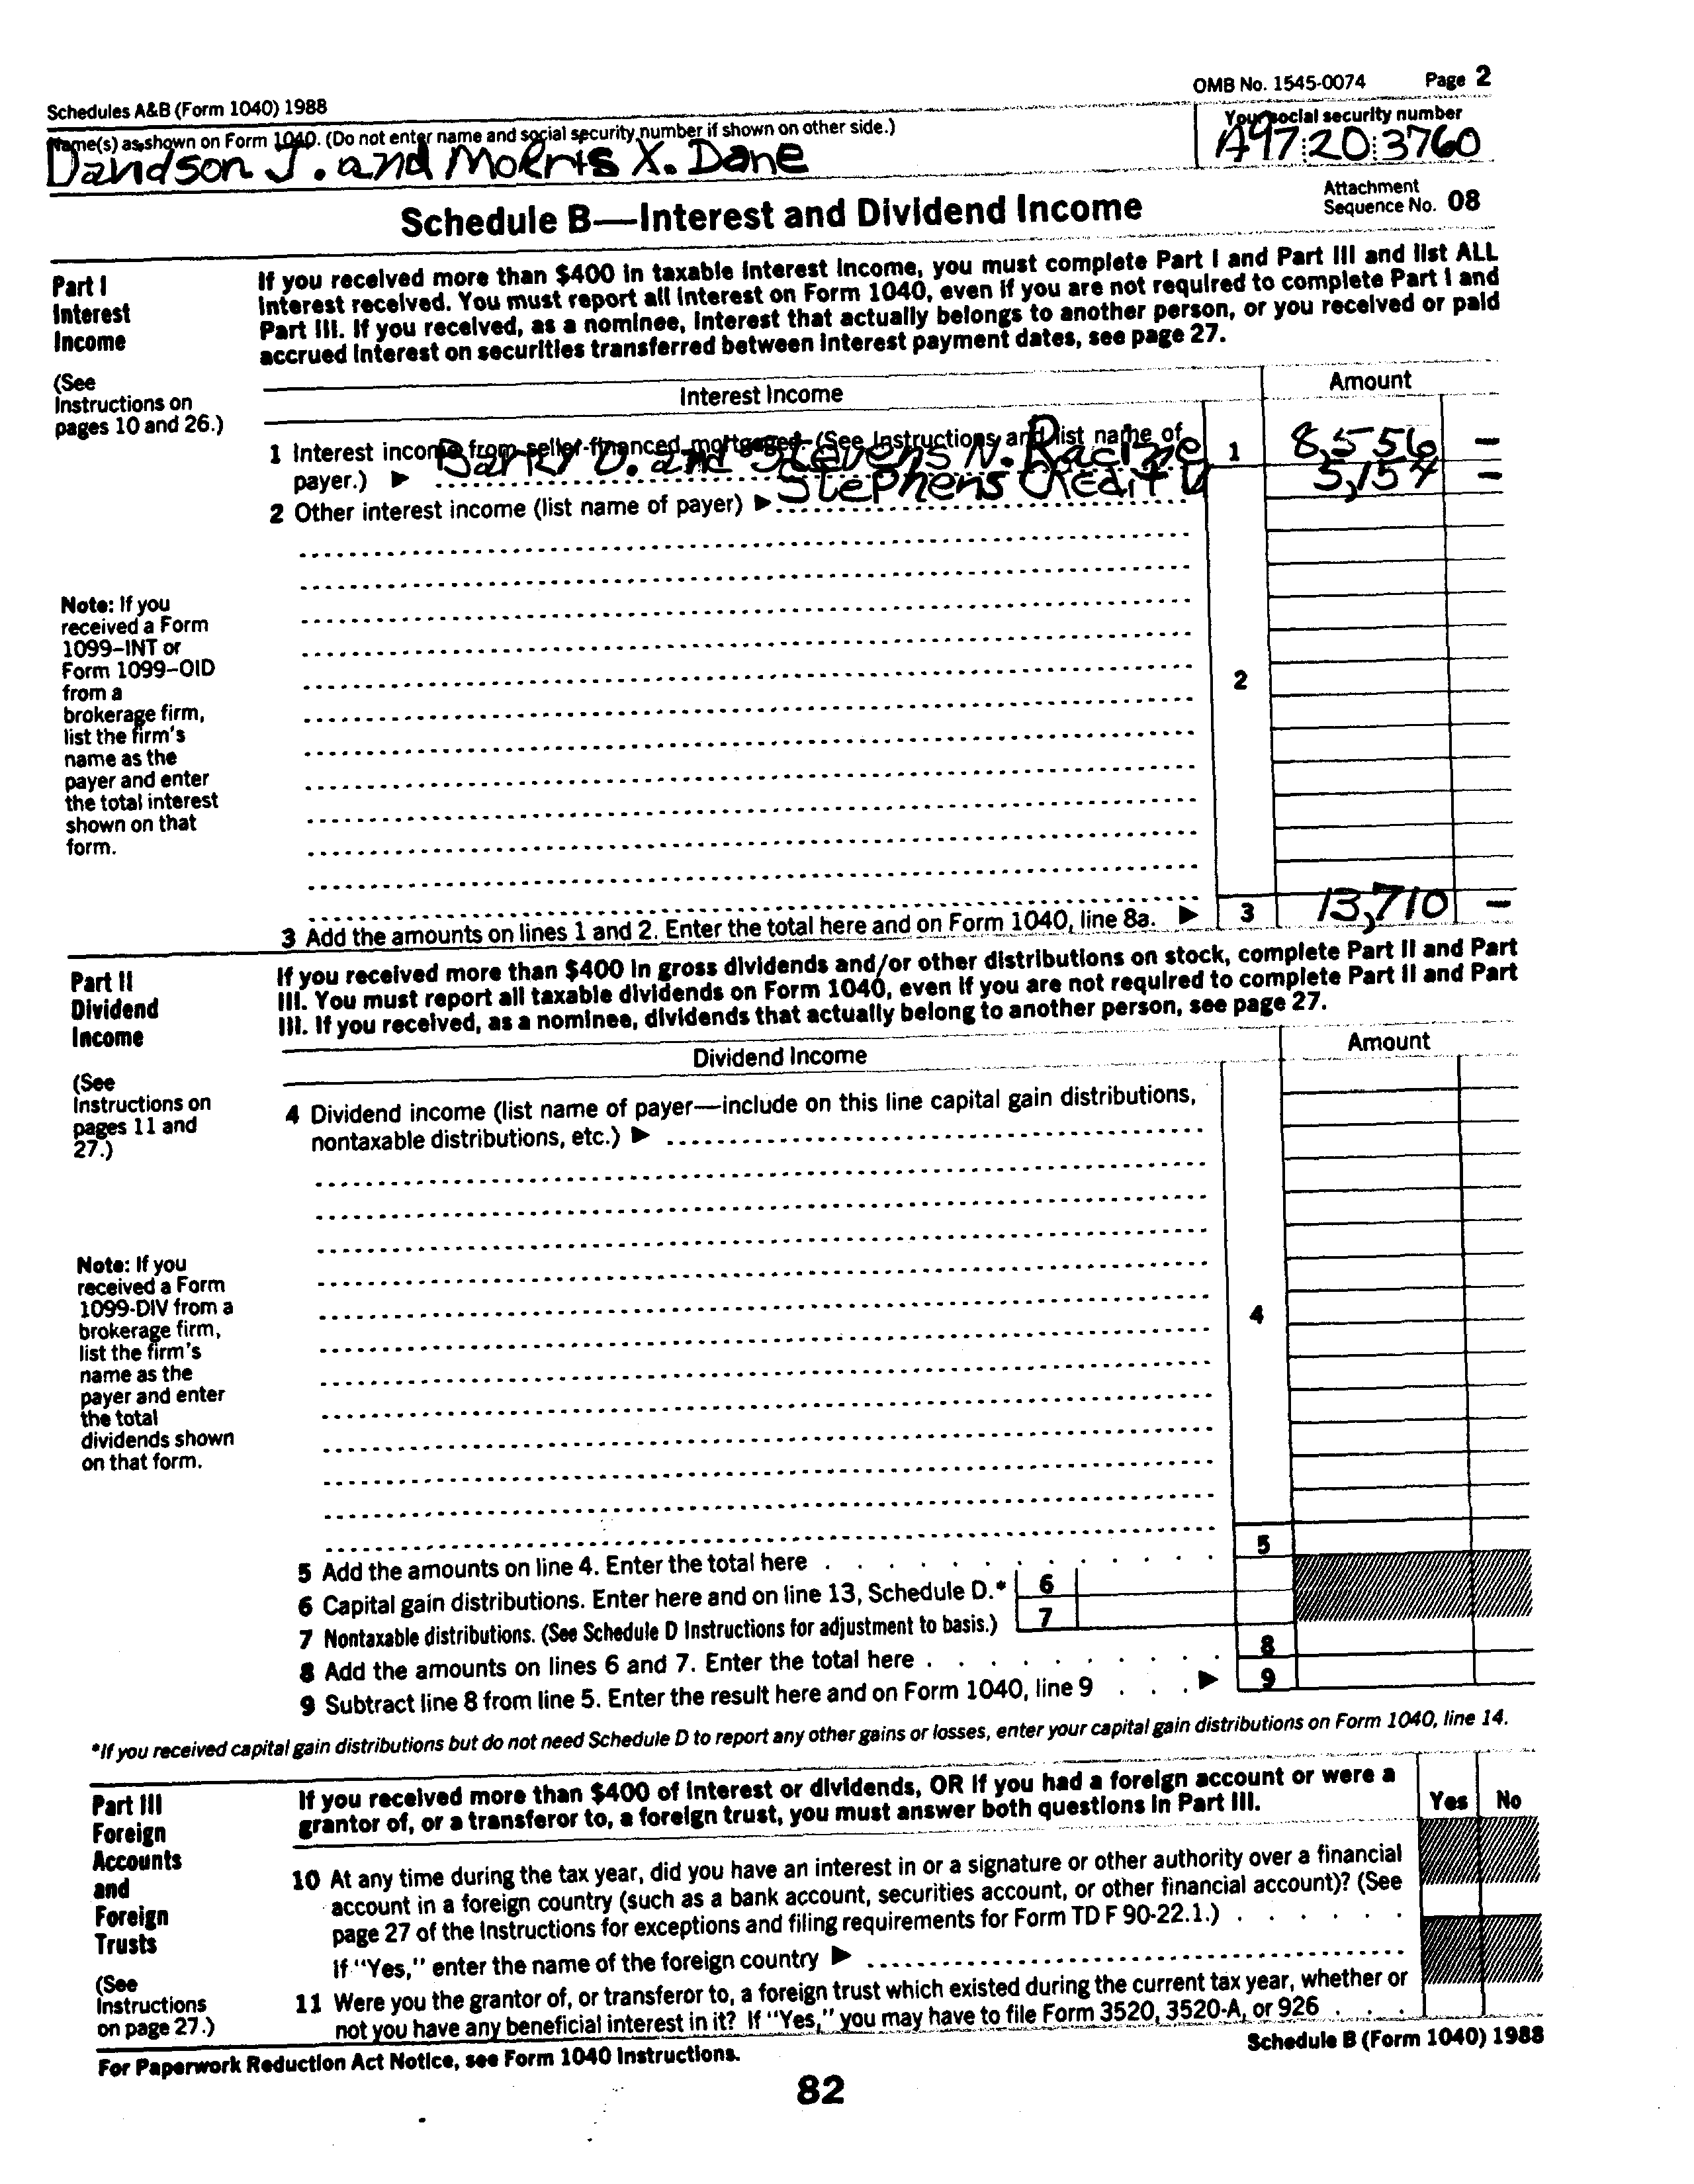 Schedules A&B (Form 1040) 1988
OMB No. 1545-0074 Page 2
Name(s) as shown on Form 1040. (Do not enter name and social security number if shown on other side.)
Your social security number
Davidson J. and Morris X. Dane
A97 20 3760
Schedule B—Interest and Dividend Income
Attachment
Sequence No. 08
Part I
Interest
Income
(See
Instructions on
pages 10 and 26.)
If you received more than $400 in taxable interest income, you must complete Part I and Part III and list ALL
interest received. You must report all interest on Form 1040, even if you are not required to complete Part I and
Part III. If you received, as a nominee, interest that actually belongs to another person, or you received or paid
accrued interest on securities transferred between interest payment dates, see page 27.
Interest Income
Amount
1 Interest income from seller-financed mortgages. (See Instructions and list name of
payer.) ▶ Barry D. and Stevens N. Racine
1 8,556 —
2 Other interest income (list name of payer) ▶ Stephens Credit U
5,154 —
Note: If you
received a Form
1099–INT or
Form 1099–OID
from a
brokerage firm,
list the firm's
name as the
payer and enter
the total interest
shown on that
form.
2
3 Add the amounts on lines 1 and 2. Enter the total here and on Form 1040, line 8a. ▶ 3 13,710 —
Part II
Dividend
Income
(See
Instructions on
pages 11 and
27.)
If you received more than $400 in gross dividends and/or other distributions on stock, complete Part II and Part
III. You must report all taxable dividends on Form 1040, even if you are not required to complete Part II and Part
III. If you received, as a nominee, dividends that actually belong to another person, see page 27.
Dividend Income
Amount
4 Dividend income (list name of payer—include on this line capital gain distributions,
nontaxable distributions, etc.) ▶
Note: If you
received a Form
1099-DIV from a
brokerage firm,
list the firm's
name as the
payer and enter
the total
dividends shown
on that form.
4
5 Add the amounts on line 4. Enter the total here 5
6 Capital gain distributions. Enter here and on line 13, Schedule D.* 6
7 Nontaxable distributions. (See Schedule D Instructions for adjustment to basis.) 7
8 Add the amounts on lines 6 and 7. Enter the total here 8
9 Subtract line 8 from line 5. Enter the result here and on Form 1040, line 9 ▶ 9
*If you received capital gain distributions but do not need Schedule D to report any other gains or losses, enter your capital gain distributions on Form 1040, line 14.
Part III
Foreign
Accounts
and
Foreign
Trusts
(See
Instructions
on page 27.)
If you received more than $400 of interest or dividends, OR if you had a foreign account or were a
grantor of, or a transferor to, a foreign trust, you must answer both questions in Part III.
Yes No
10 At any time during the tax year, did you have an interest in or a signature or other authority over a financial
account in a foreign country (such as a bank account, securities account, or other financial account)? (See
page 27 of the Instructions for exceptions and filing requirements for Form TD F 90-22.1.)
If "Yes," enter the name of the foreign country ▶
11 Were you the grantor of, or transferor to, a foreign trust which existed during the current tax year, whether or
not you have any beneficial interest in it? If "Yes," you may have to file Form 3520, 3520-A, or 926
For Paperwork Reduction Act Notice, see Form 1040 Instructions.
Schedule B (Form 1040) 1988
82